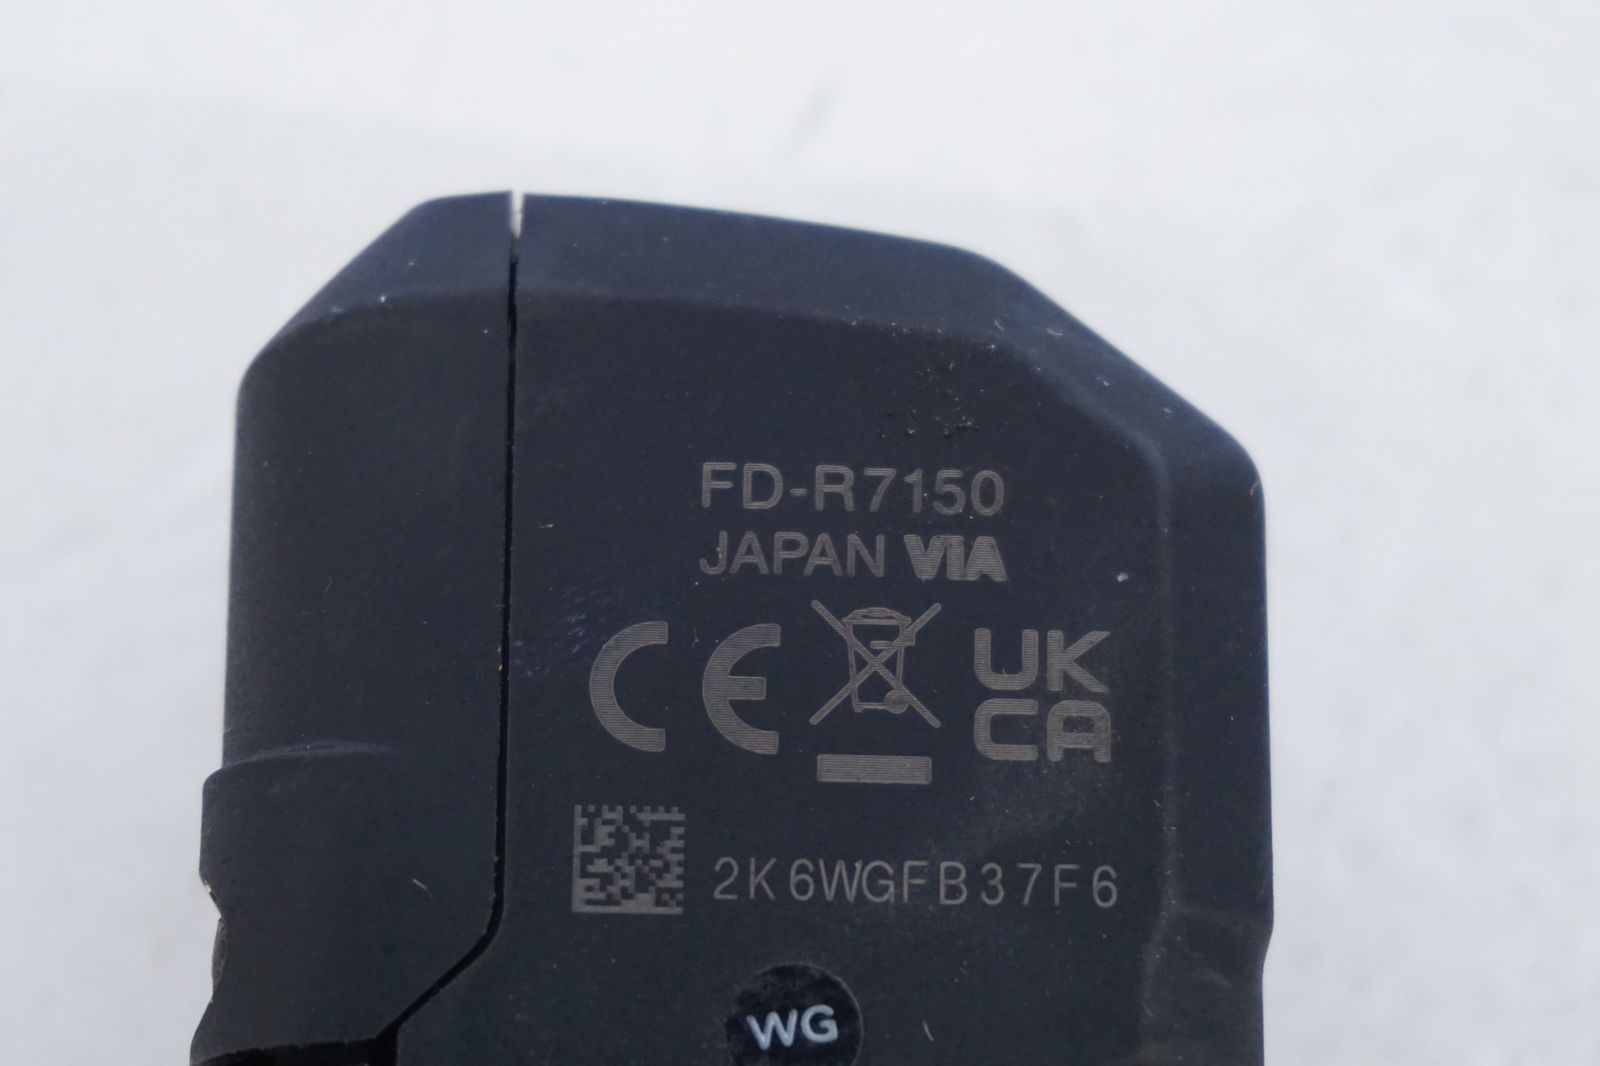 FD-R7150
JAPAN VIA
CE
UK
CA
2K6WGFB37F6
WG